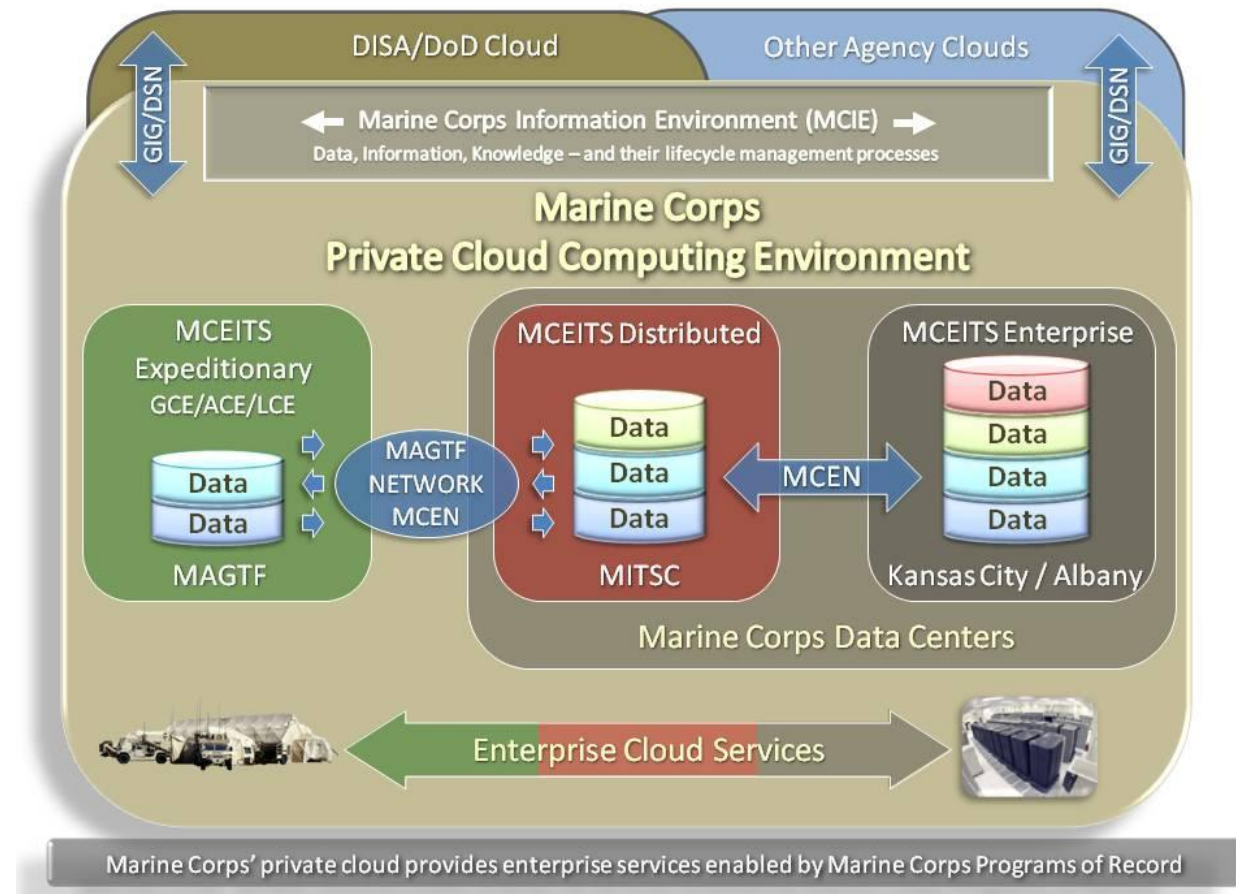 DISA/DoD Cloud
Other Agency Clouds
GIG/DSN
GIG/DSN
Marine Corps Information Environment (MCIE)
Data, Information, Knowledge – and their lifecycle management processes
Marine Corps
Private Cloud Computing Environment
MCEITS
Expeditionary
GCE/ACE/LCE
Data
Data
MAGTF
MAGTF
NETWORK
MCEN
MCEITS Distributed
Data
Data
Data
MITSC
MCEN
MCEITS Enterprise
Data
Data
Data
Data
Kansas City / Albany
Marine Corps Data Centers
Enterprise Cloud Services
Marine Corps' private cloud provides enterprise services enabled by Marine Corps Programs of Record